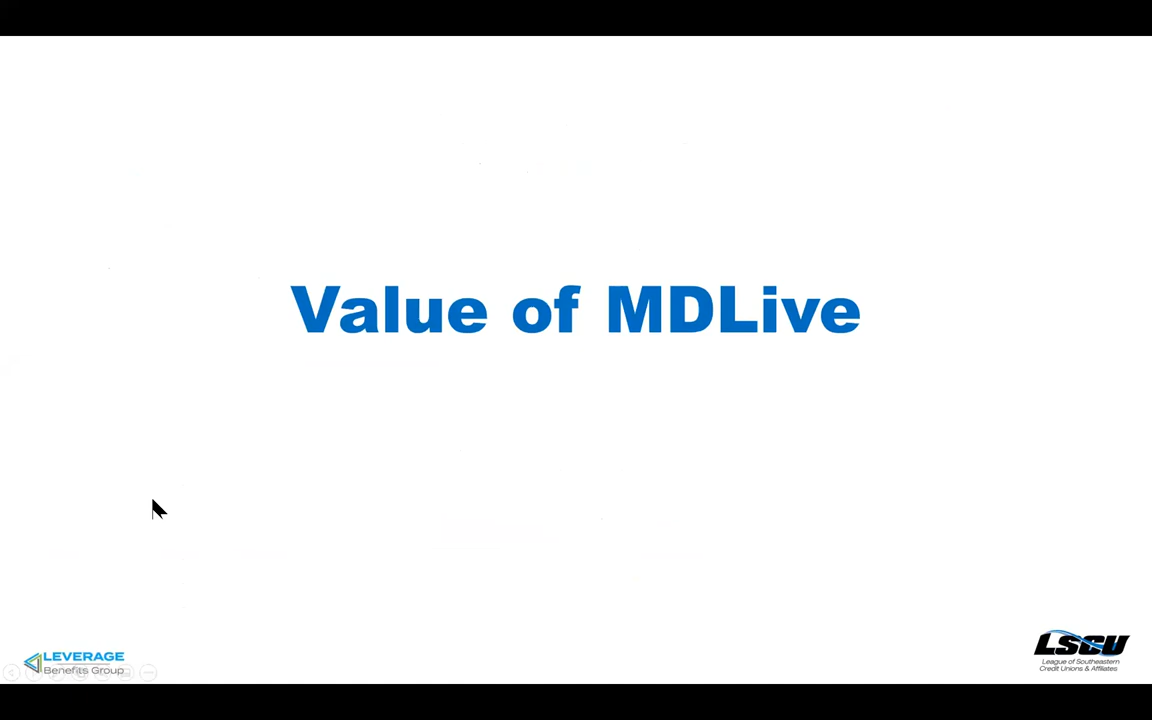 Value of MDLive
LEVERAGE
Benefits Group
LSCU
League of Southeastern
Credit Unions & Affiliates